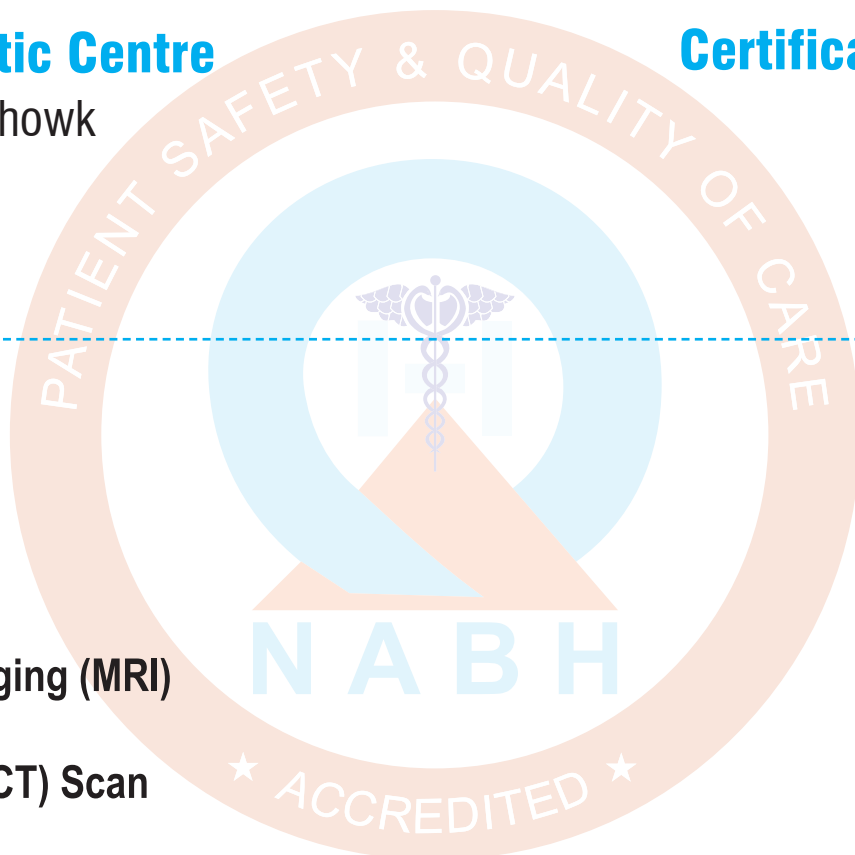 tic Centre
Certifica
howk
PATIENT SAFETY & QUALITY OF CARE
NABH
ging (MRI)
CT) Scan
★ ACCREDITED ★